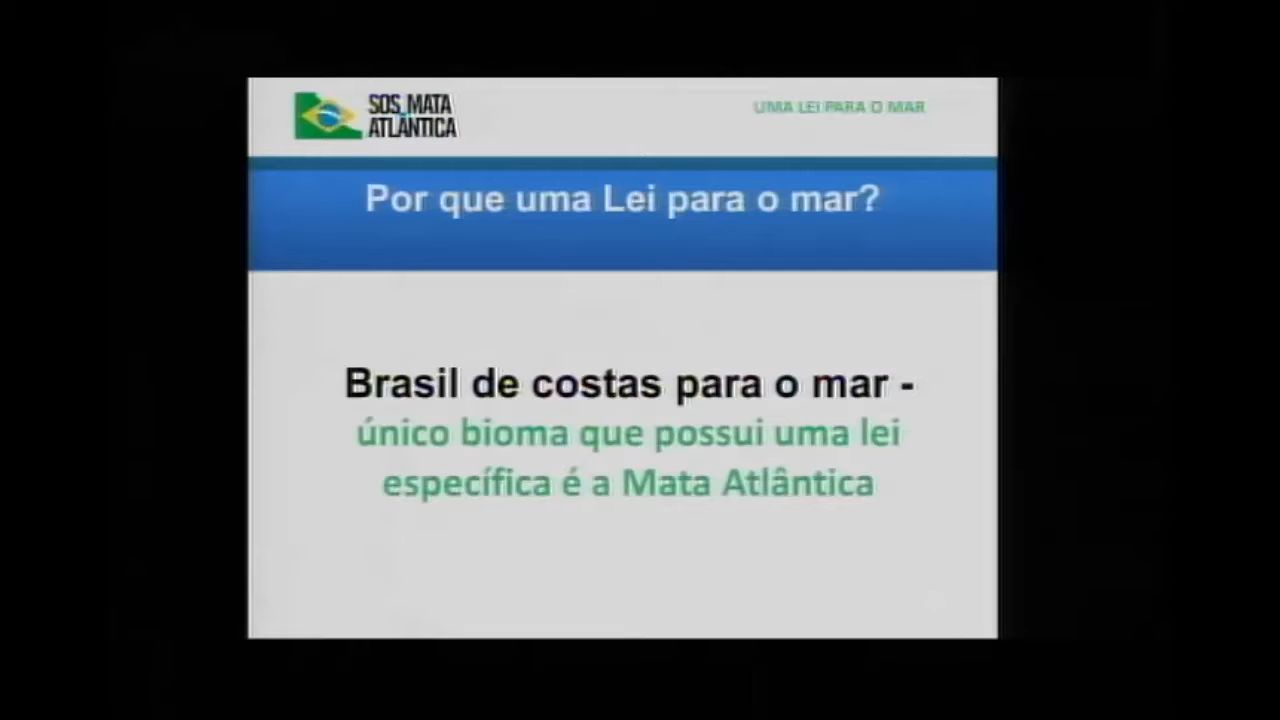 SOS MATA
ATLÂNTICA
UMA LEI PARA O MAR
Por que uma Lei para o mar?
Brasil de costas para o mar -
único bioma que possui uma lei
específica é a Mata Atlântica